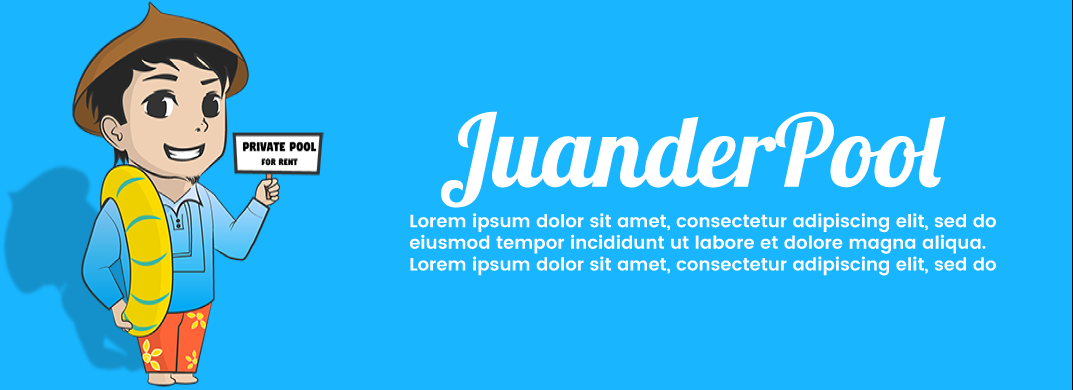 PRIVATE POOL
FOR RENT
JuanderPool
Lorem ipsum dolor sit amet, consectetur adipiscing elit, sed do
eiusmod tempor incididunt ut labore et dolore magna aliqua.
Lorem ipsum dolor sit amet, consectetur adipiscing elit, sed do